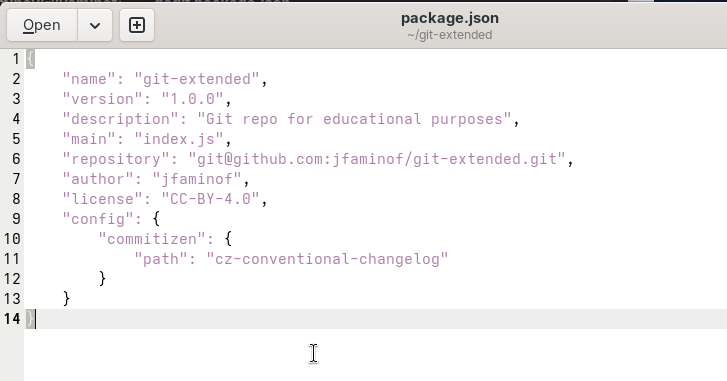 Open
package.json
~/git-extended
1 {
2     "name": "git-extended",
3     "version": "1.0.0",
4     "description": "Git repo for educational purposes",
5     "main": "index.js",
6     "repository": "git@github.com:jfaminof/git-extended.git",
7     "author": "jfaminof",
8     "license": "CC-BY-4.0",
9     "config": {
10         "commitizen": {
11             "path": "cz-conventional-changelog"
12         }
13     }
14 }